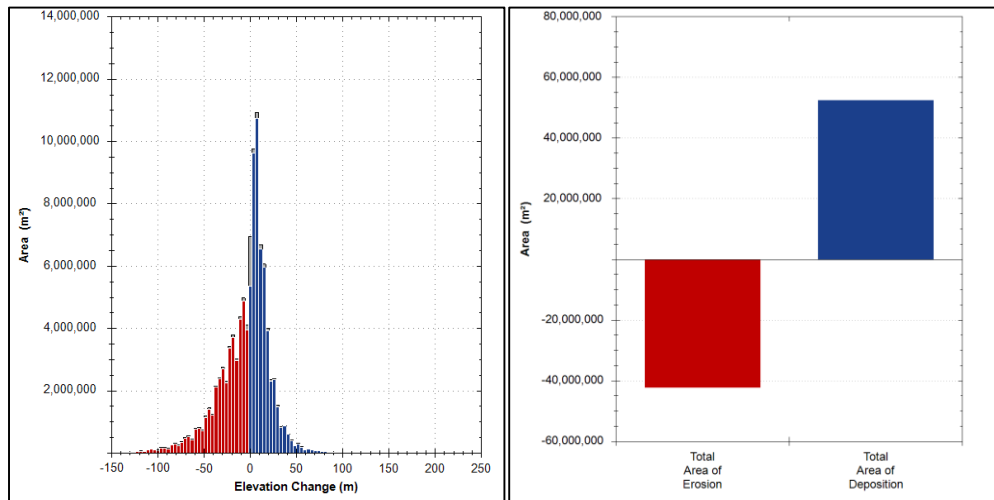 14,000,000
12,000,000
10,000,000
8,000,000
6,000,000
4,000,000
2,000,000
Area (m²)
-150 -100 -50 0 50 100 150 200 250
Elevation Change (m)
80,000,000
60,000,000
40,000,000
20,000,000
-20,000,000
-40,000,000
-60,000,000
Area (m²)
Total
Area of
Erosion
Total
Area of
Deposition